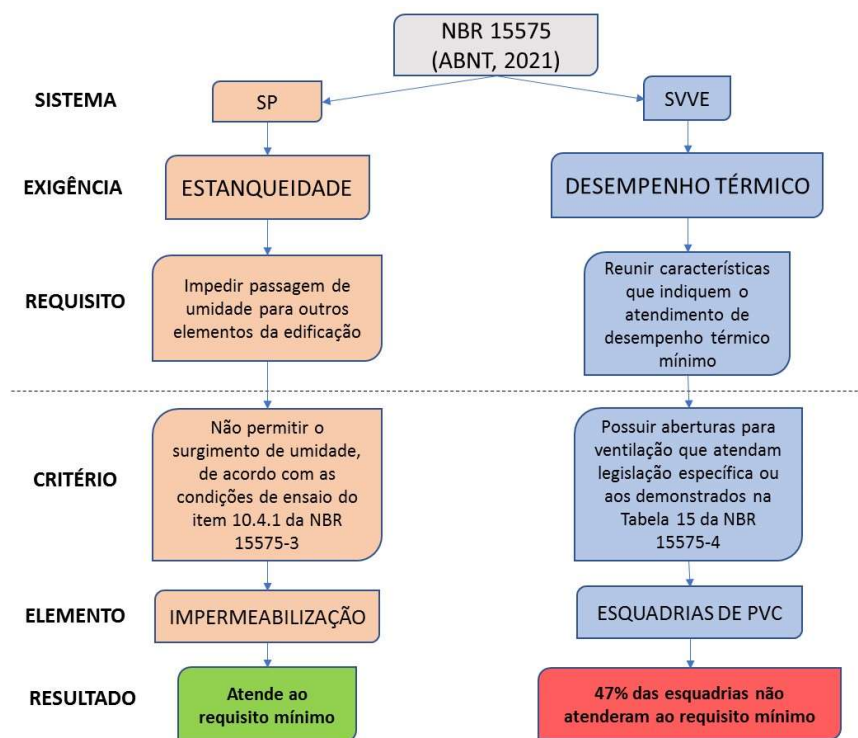 NBR 15575
(ABNT, 2021)
SISTEMA
SP
SVVE
EXIGÊNCIA
ESTANQUEIDADE
DESEMPENHO TÉRMICO
REQUISITO
Impedir passagem de
umidade para outros
elementos da edificação
Reunir características
que indiquem o
atendimento de
desempenho térmico
mínimo
CRITÉRIO
Não permitir o
surgimento de umidade,
de acordo com as
condições de ensaio do
item 10.4.1 da NBR
15575-3
Possuir aberturas para
ventilação que atendam
legislação específica ou
aos demonstrados na
Tabela 15 da NBR
15575-4
ELEMENTO
IMPERMEABILIZAÇÃO
ESQUADRIAS DE PVC
RESULTADO
Atende ao
requisito mínimo
47% das esquadrias não
atenderam ao requisito mínimo